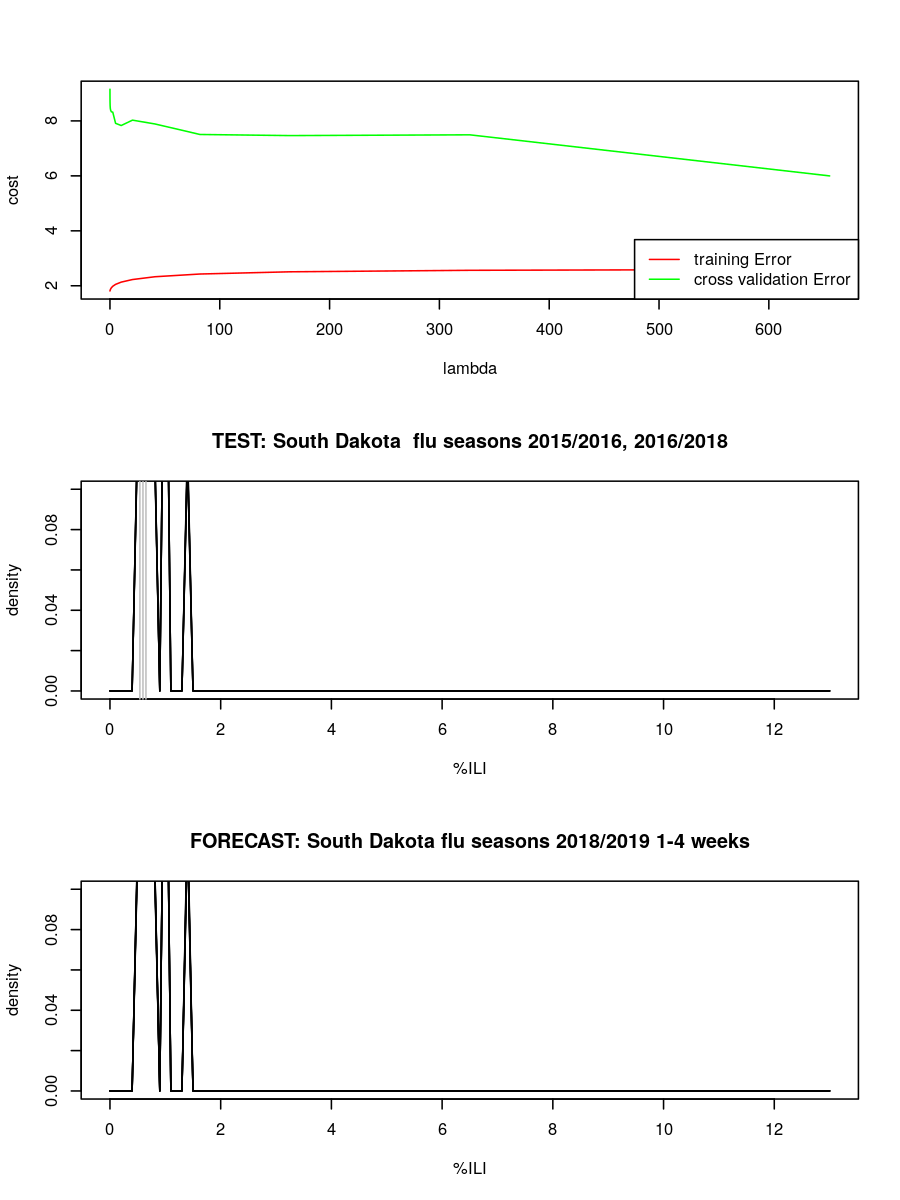 8
6
4
2
cost
training Error
cross validation Error
0 100 200 300 400 500 600
lambda
TEST: South Dakota  flu seasons 2015/2016, 2016/2018
0.08
0.04
0.00
density
0 2 4 6 8 10 12
%ILI
FORECAST: South Dakota flu seasons 2018/2019 1-4 weeks
0.08
0.04
0.00
density
0 2 4 6 8 10 12
%ILI